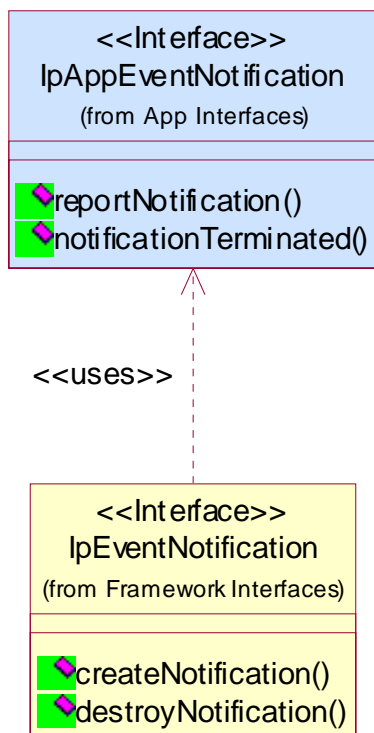 <<Interface>>
IpAppEventNotification
(from App Interfaces)
reportNotification()
notificationTerminated()
<<uses>>
<<Interface>>
IpEventNotification
(from Framework Interfaces)
createNotification()
destroyNotification()